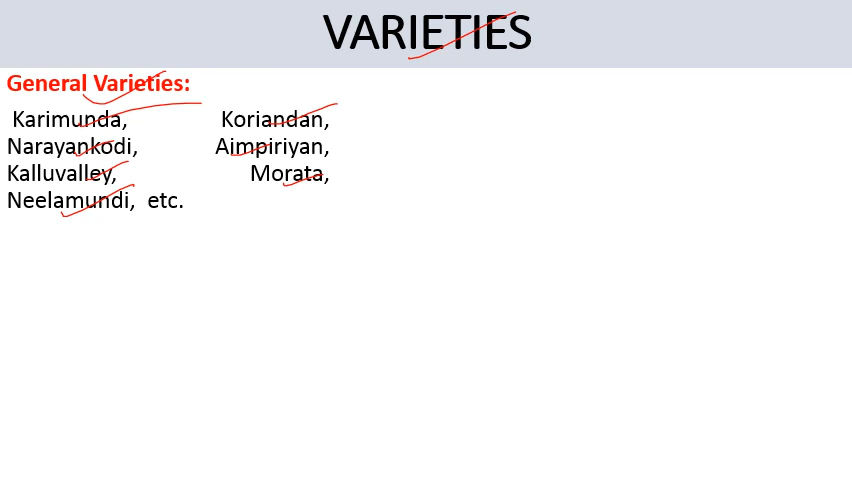 VARIETIES
General Varieties:
Karimunda, Koriandan,
Narayankodi, Aimpiriyan,
Kalluvalley, Morata,
Neelamundi, etc.